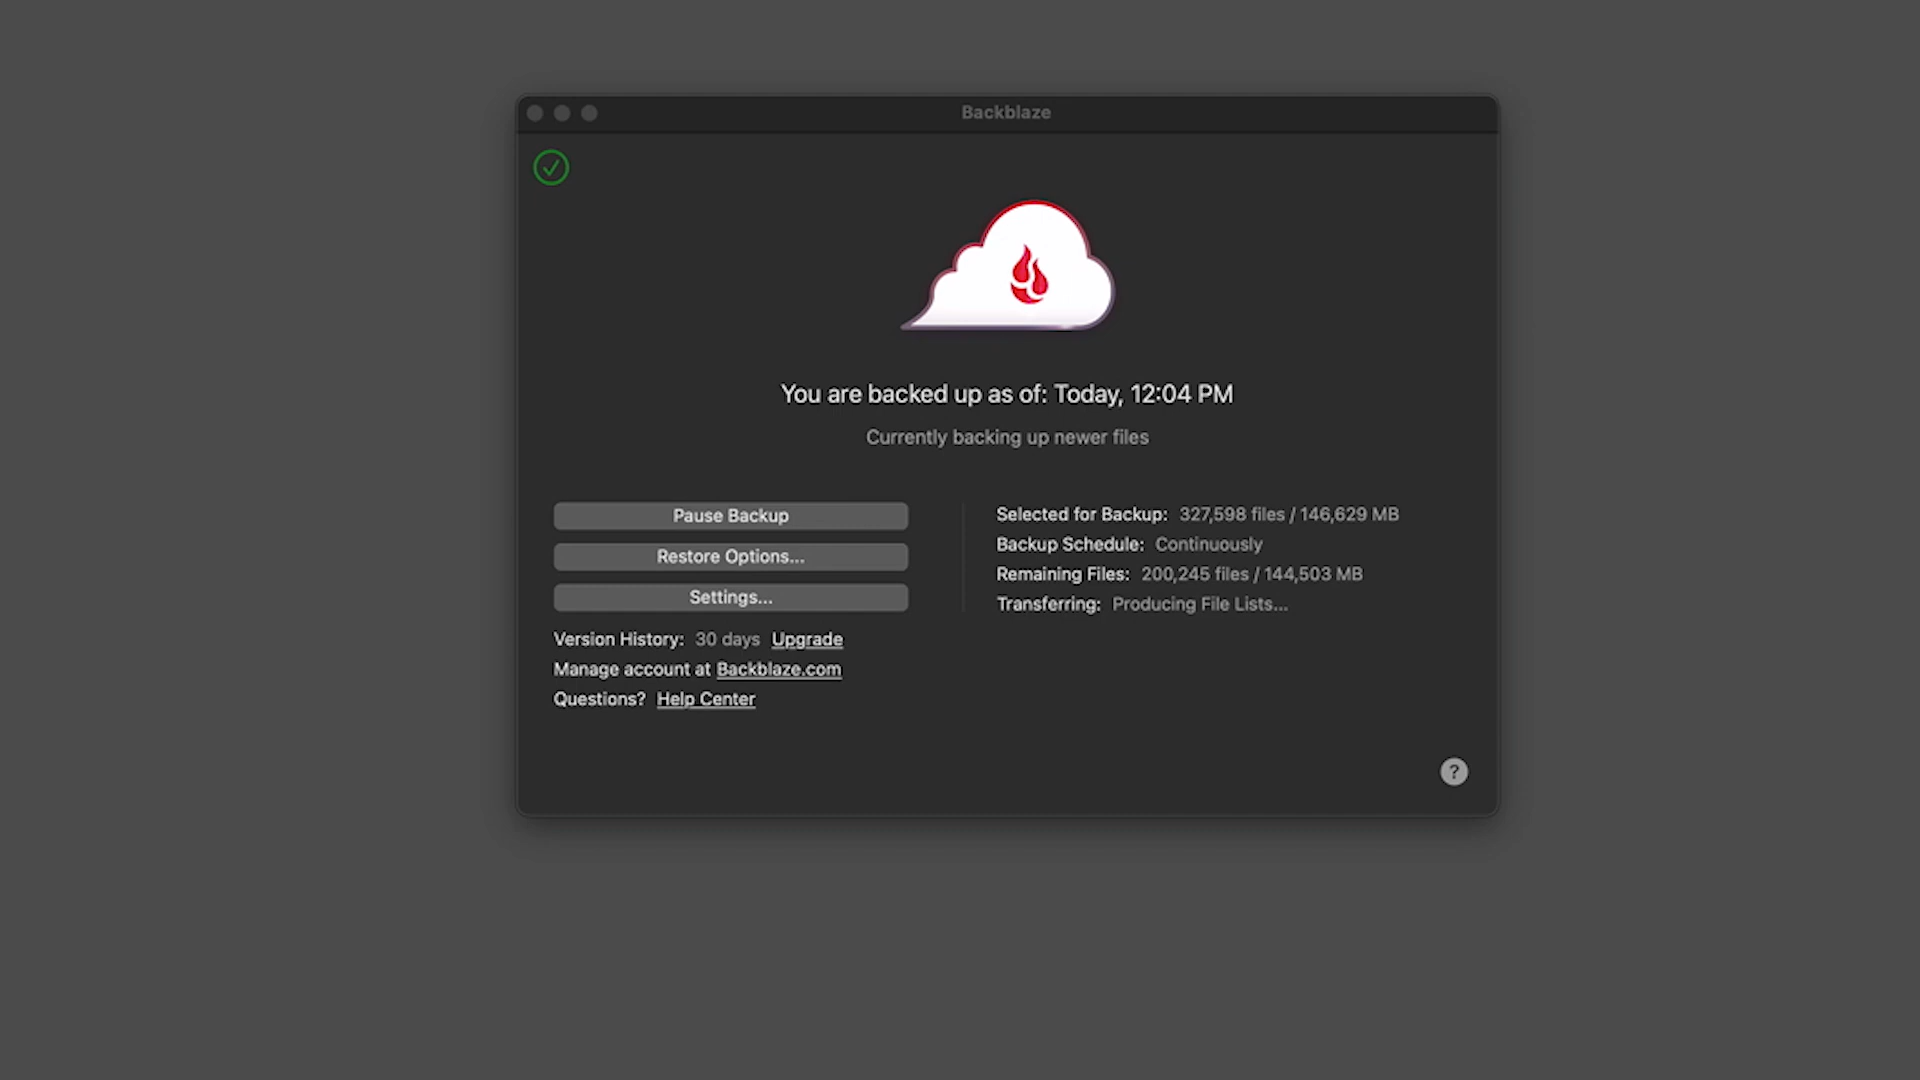 Backblaze
You are backed up as of: Today, 12:04 PM
Currently backing up newer files
Pause Backup
Restore Options...
Settings...
Version History: 30 days Upgrade
Manage account at Backblaze.com
Questions? Help Center
Selected for Backup: 327,598 files / 146,629 MB
Backup Schedule: Continuously
Remaining Files: 200,245 files / 144,503 MB
Transferring: Producing File Lists...
?